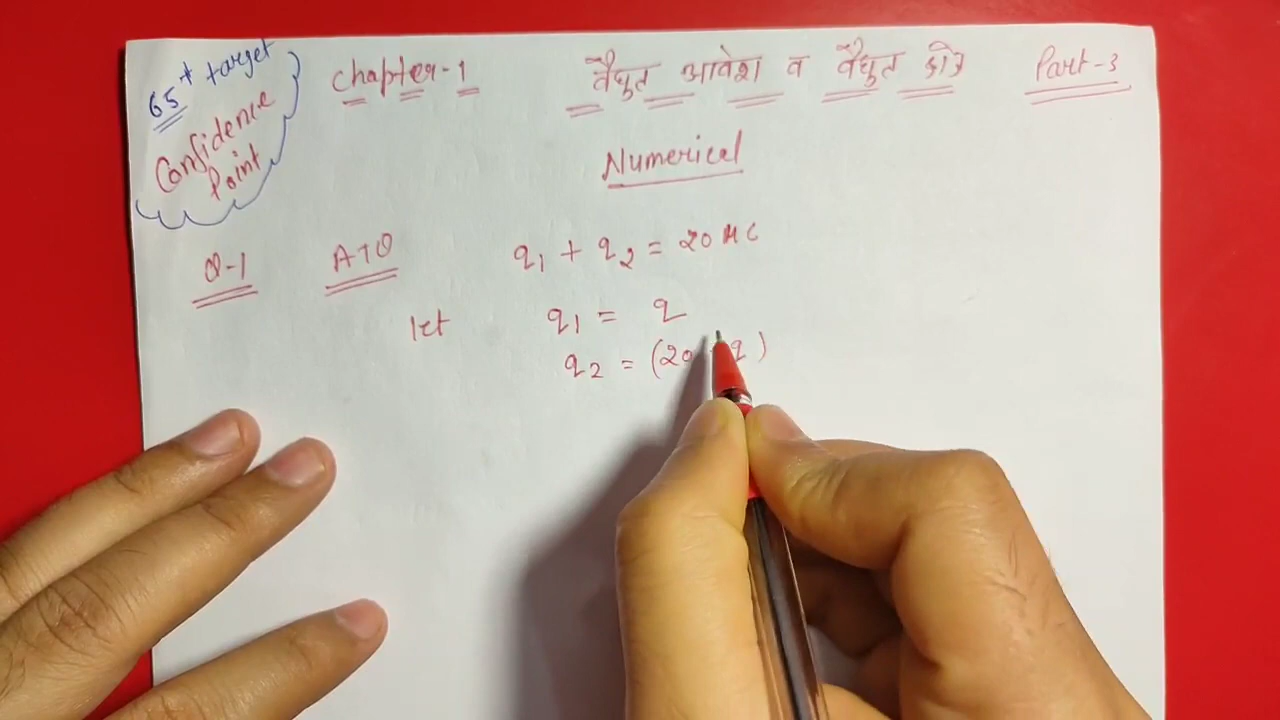 65+ target
Confidence
Point
Chapter-1 वैधुत आवेश व वैधुत क्षेत्र Part-3
Numerical
Q-1 ATQ q1 + q2 = 20 μC
let q1 = q
q2 = (20 - q)